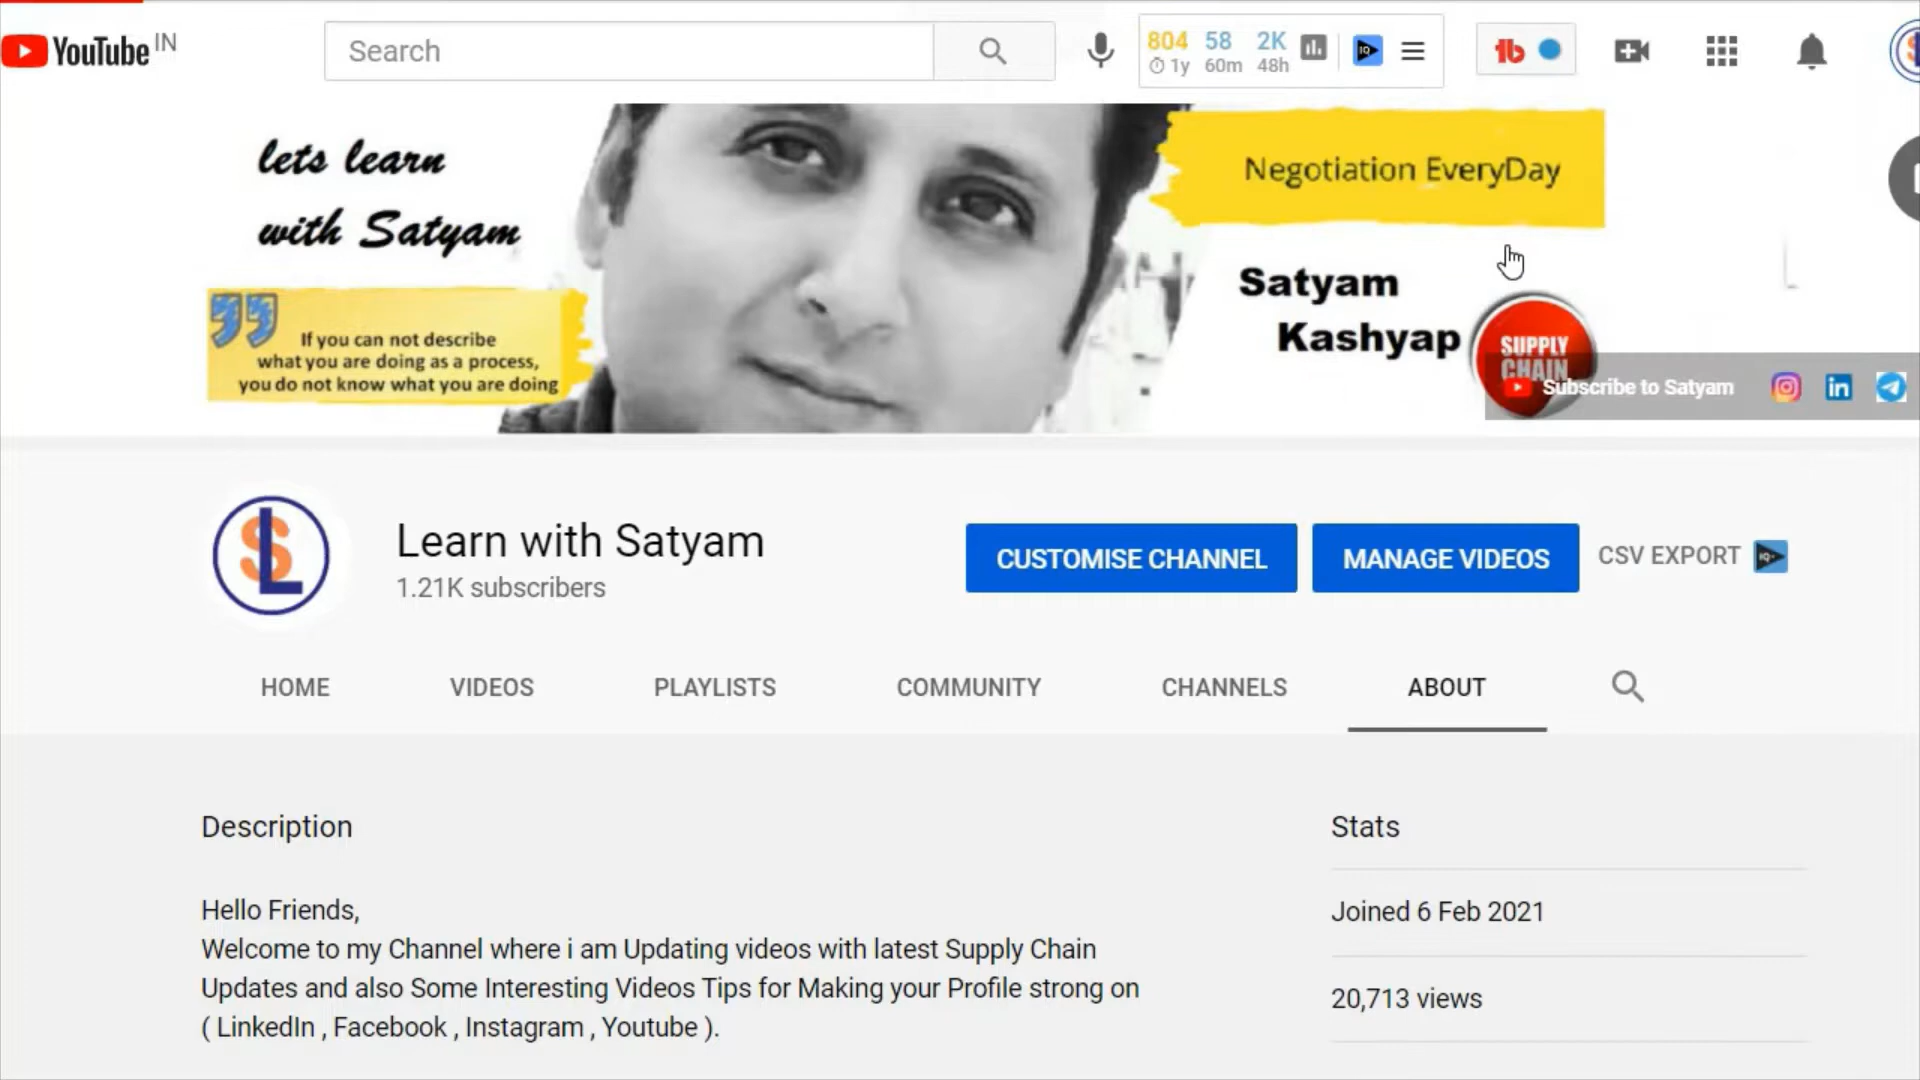 YouTube IN
Search
804 58 2K
1y 60m 48h
IQ
lets learn
with Satyam
If you can not describe
what you are doing as a process,
you do not know what you are doing
Negotiation EveryDay
Satyam
Kashyap
SUPPLY
CHAIN
Subscribe to Satyam
in
Learn with Satyam
1.21K subscribers
CUSTOMISE CHANNEL
MANAGE VIDEOS
CSV EXPORT
HOME
VIDEOS
PLAYLISTS
COMMUNITY
CHANNELS
ABOUT
Description
Hello Friends,
Welcome to my Channel where i am Updating videos with latest Supply Chain
Updates and also Some Interesting Videos Tips for Making your Profile strong on
( LinkedIn , Facebook , Instagram , Youtube ).
Stats
Joined 6 Feb 2021
20,713 views